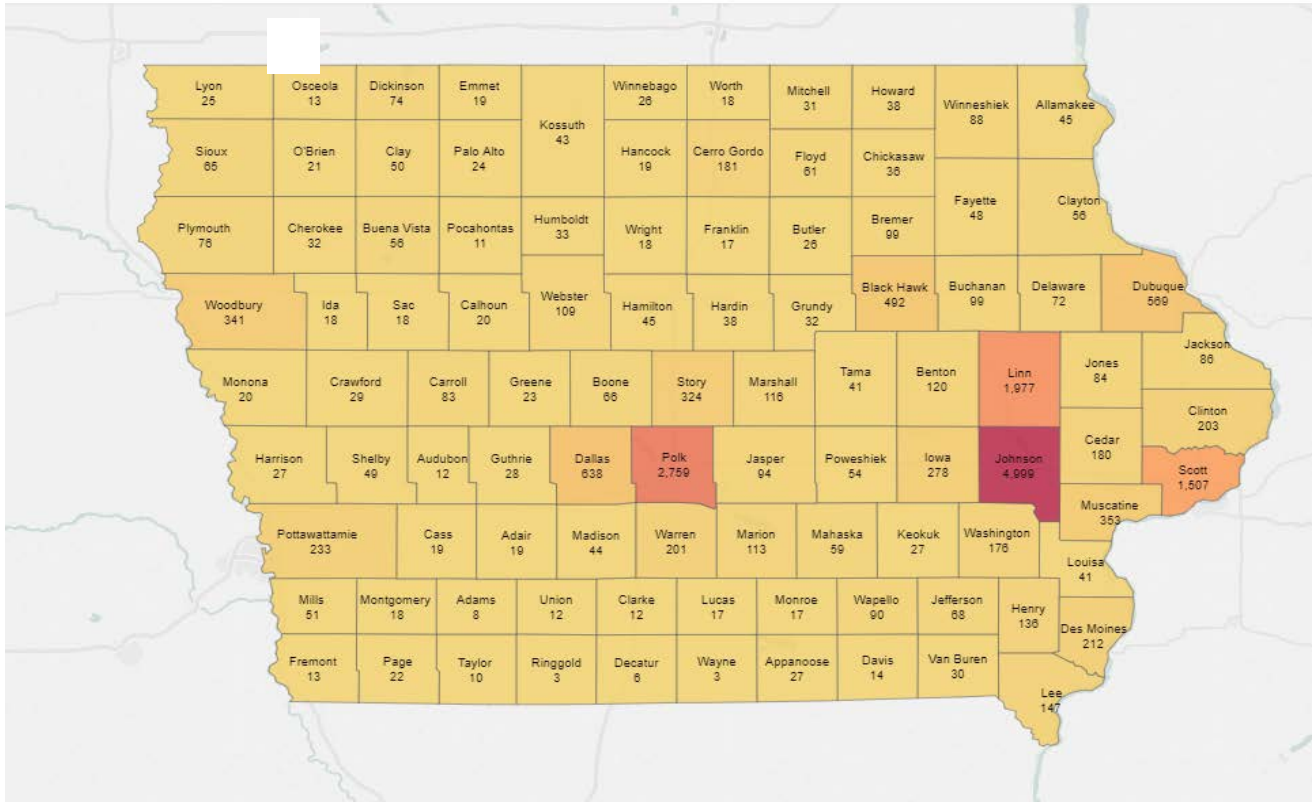 Lyon
25
Osceola
13
Dickinson
74
Emmet
19
Kossuth
43
Winnebago
26
Worth
18
Mitchell
31
Howard
38
Winneshiek
88
Allamakee
45
Sioux
65
O'Brien
21
Clay
50
Palo Alto
24
Hancock
19
Cerro Gordo
181
Floyd
61
Chickasaw
36
Fayette
48
Clayton
56
Plymouth
76
Cherokee
32
Buena Vista
56
Pocahontas
11
Humboldt
33
Wright
18
Franklin
17
Butler
26
Bremer
99
Woodbury
341
Ida
18
Sac
18
Calhoun
20
Webster
109
Hamilton
45
Hardin
38
Grundy
32
Black Hawk
492
Buchanan
99
Delaware
72
Dubuque
569
Monona
20
Crawford
29
Carroll
83
Greene
23
Boone
66
Story
324
Marshall
116
Tama
41
Benton
120
Linn
1,977
Jones
84
Jackson
86
Clinton
203
Harrison
27
Shelby
49
Audubon
12
Guthrie
28
Dallas
638
Polk
2,759
Jasper
94
Poweshiek
54
Iowa
278
Johnson
4,999
Cedar
180
Scott
1,507
Muscatine
353
Pottawattamie
233
Cass
19
Adair
19
Madison
44
Warren
201
Marion
113
Mahaska
59
Keokuk
27
Washington
176
Louisa
41
Mills
51
Montgomery
18
Adams
8
Union
12
Clarke
12
Lucas
17
Monroe
17
Wapello
90
Jefferson
68
Henry
136
Des Moines
212
Fremont
13
Page
22
Taylor
10
Ringgold
3
Decatur
6
Wayne
3
Appanoose
27
Davis
14
Van Buren
30
Lee
147